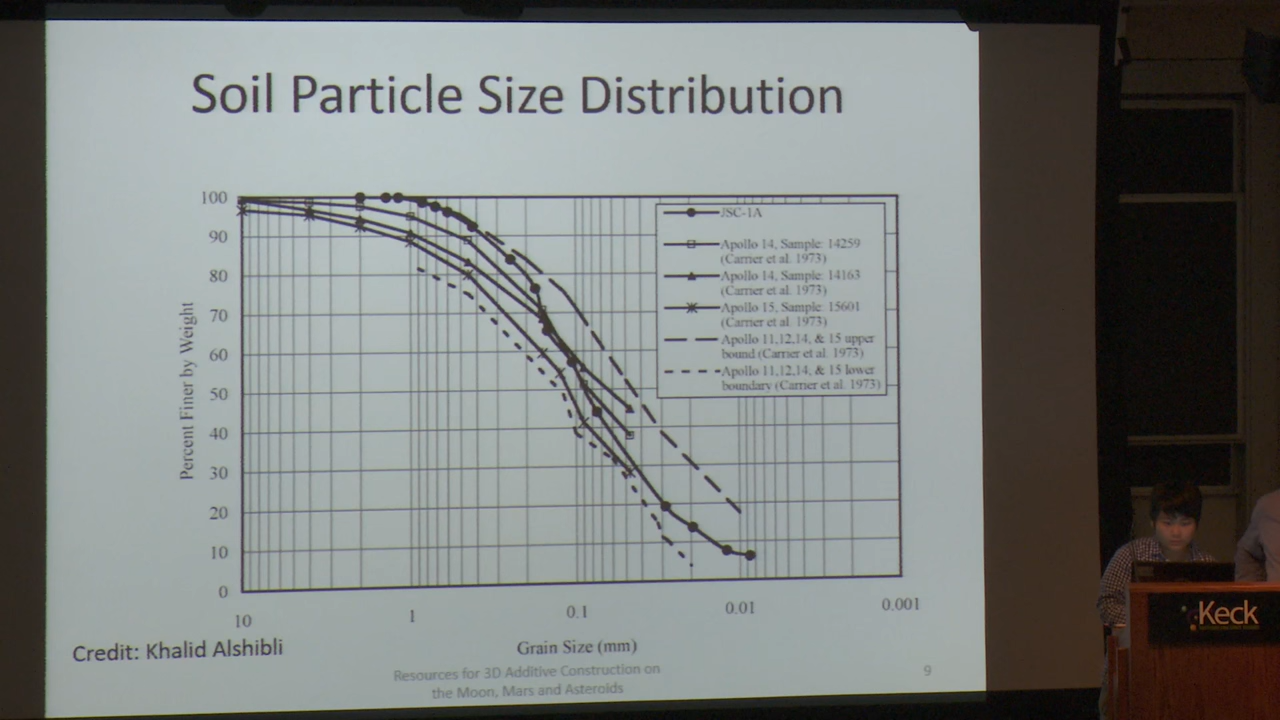 Soil Particle Size Distribution
100
90
80
70
60
50
40
30
20
10
0
Percent Finer by Weight
JSC-1A
Apollo 14, Sample: 14259
(Carrier et al. 1973)
Apollo 14, Sample: 14163
(Carrier et al. 1973)
Apollo 15, Sample: 15601
(Carrier et al. 1973)
Apollo 11,12,14, & 15 upper
bound (Carrier et al. 1973)
Apollo 11,12,14, & 15 lower
boundary (Carrier et al. 1973)
10 1 0.1 0.01 0.001
Grain Size (mm)
Credit: Khalid Alshibli
Resources for 3D Additive Construction on
the Moon, Mars and Asteroids
9
Keck